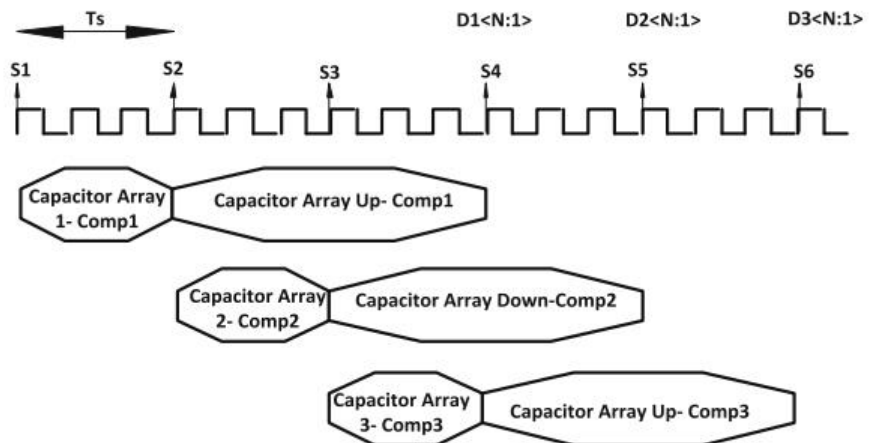 Ts
D1<N:1>
D2<N:1>
D3<N:1>
S1
S2
S3
S4
S5
S6
Capacitor Array
1- Comp1
Capacitor Array Up- Comp1
Capacitor Array
2- Comp2
Capacitor Array Down-Comp2
Capacitor Array
3- Comp3
Capacitor Array Up- Comp3